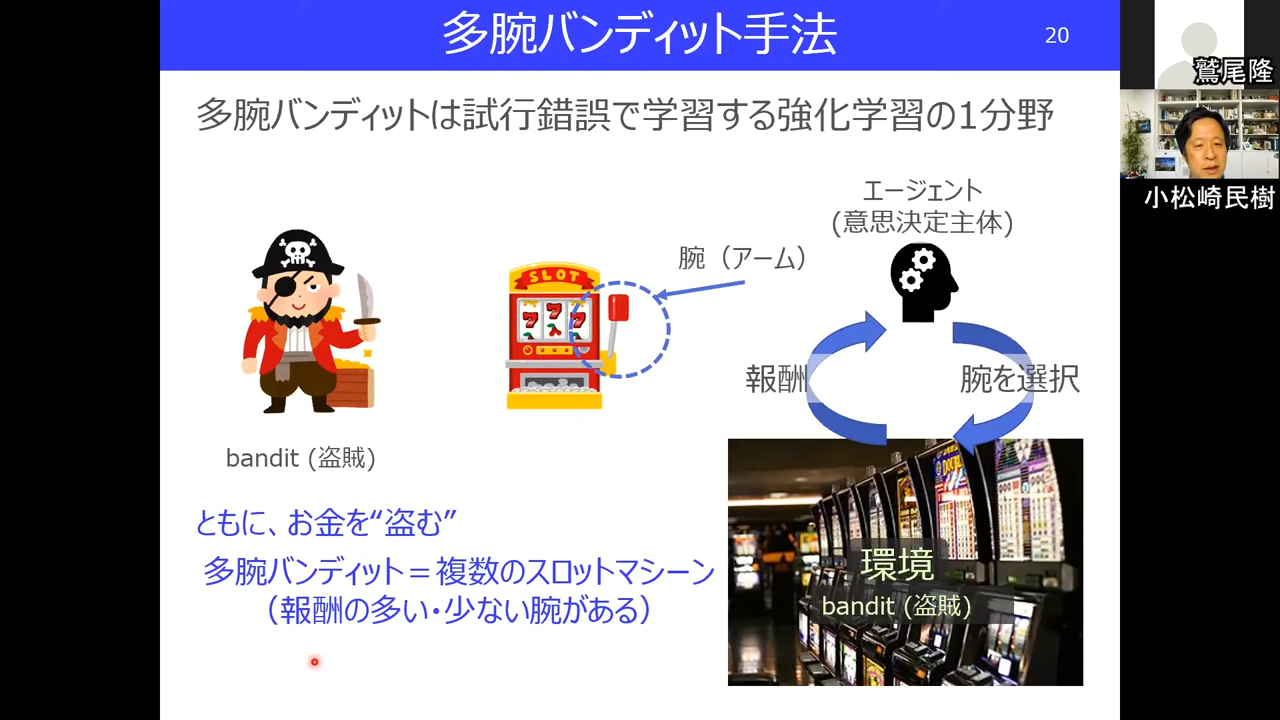 多腕バンディット手法
20
多腕バンディットは試行錯誤で学習する強化学習の1分野
エージェント
(意思決定主体)
腕（アーム）
SLOT
777
報酬
腕を選択
bandit (盗賊)
ともに、お金を“盗む”
多腕バンディット＝複数のスロットマシーン
（報酬の多い・少ない腕がある）
環境
bandit (盗賊)
鷲尾隆
小松崎民樹